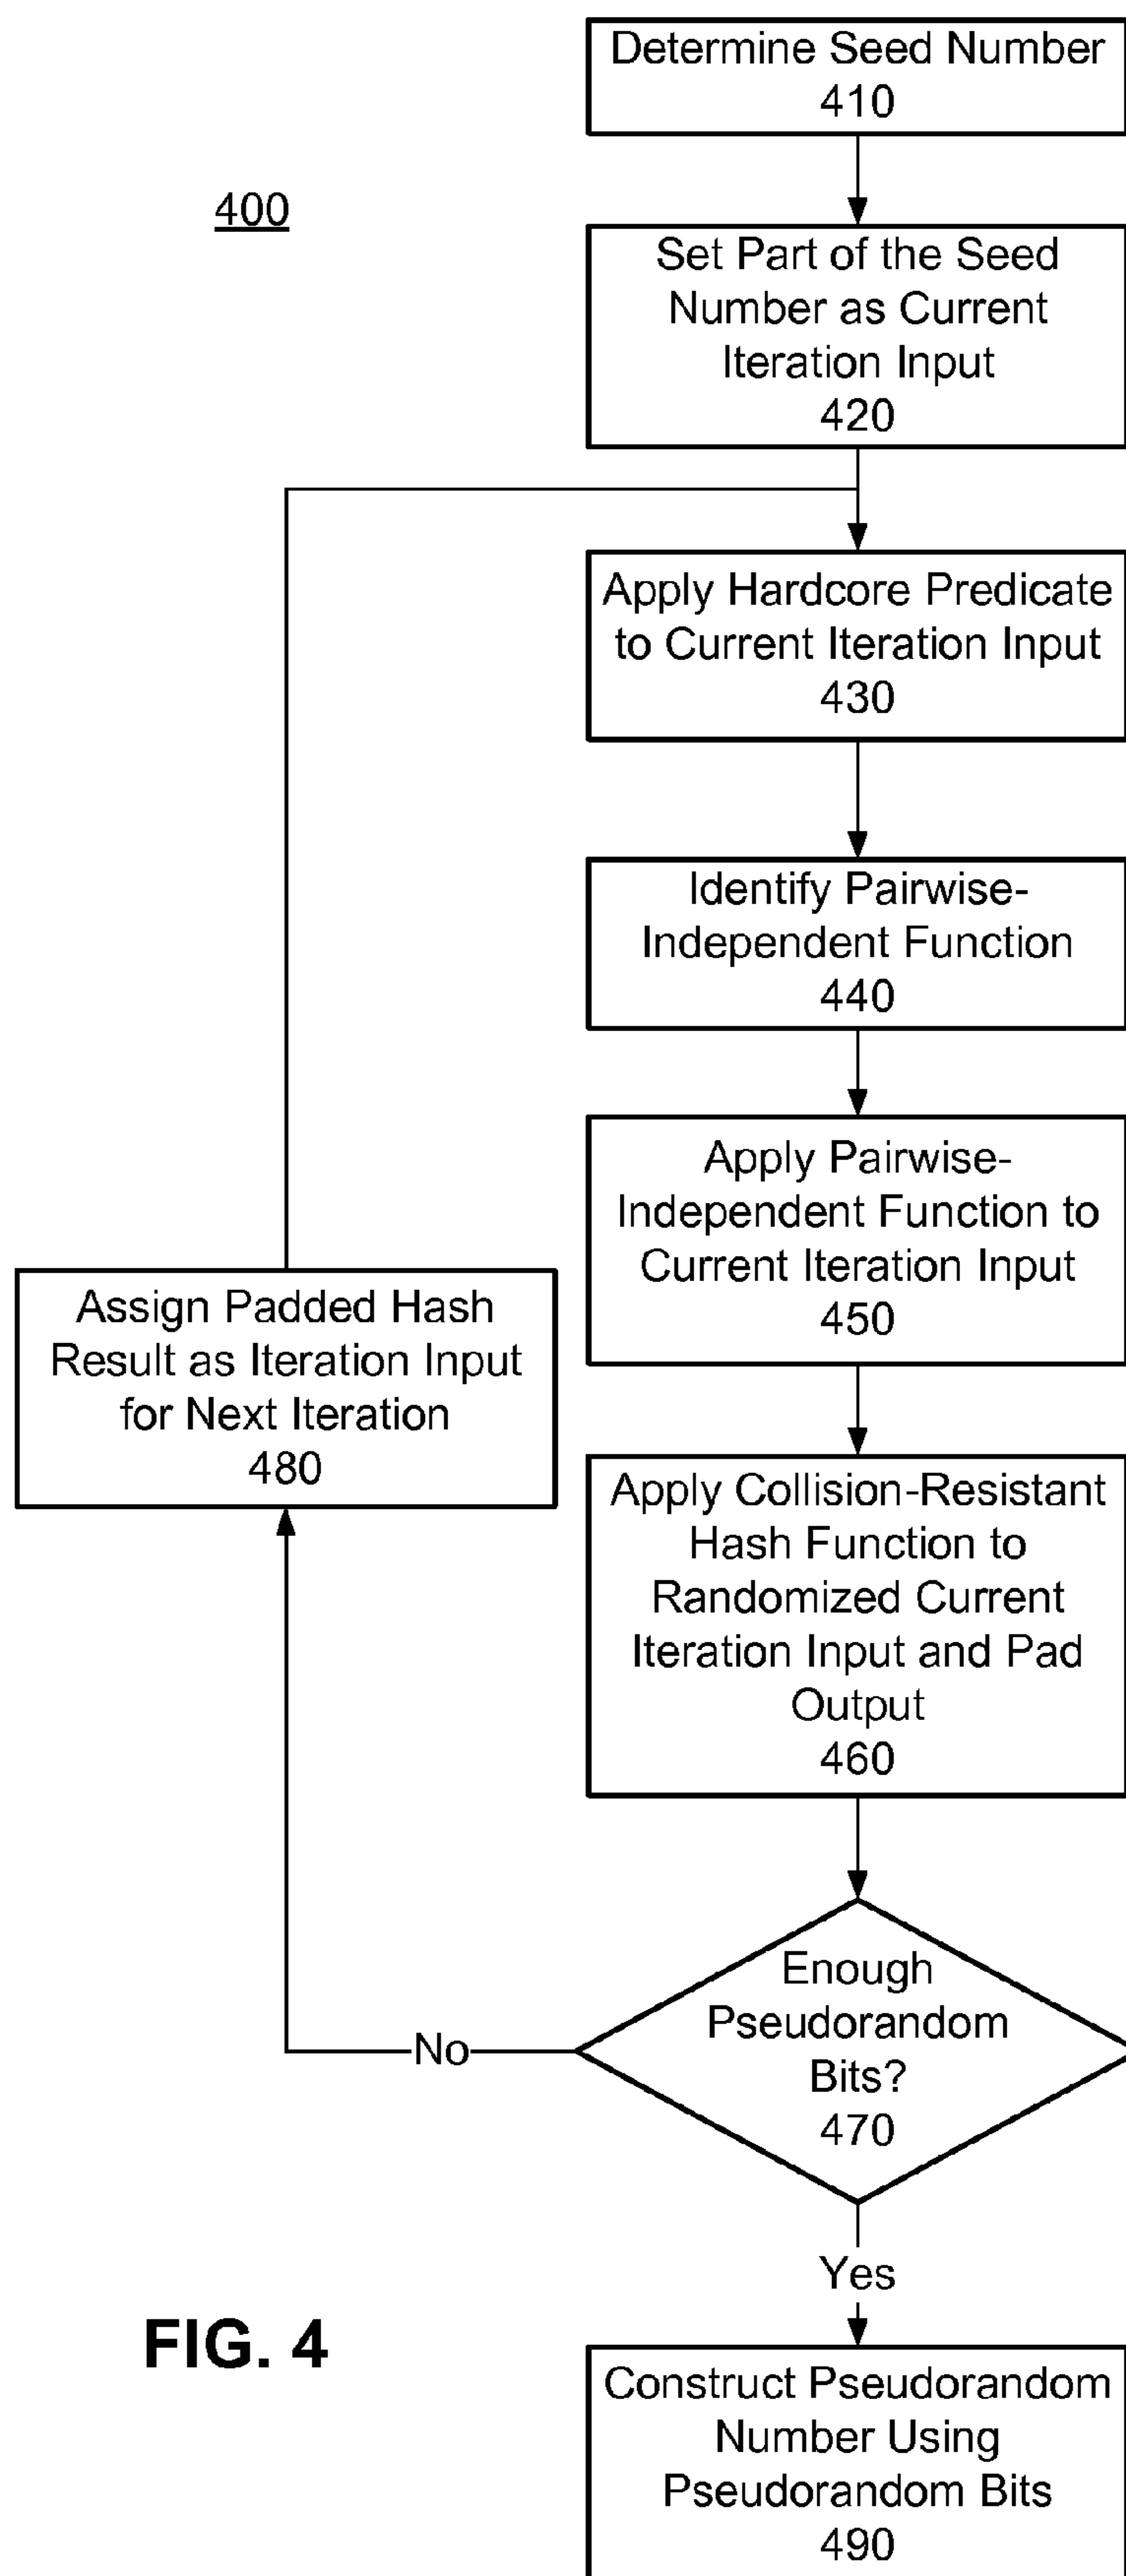 Determine Seed Number
410
400
Set Part of the Seed
Number as Current
Iteration Input
420
Apply Hardcore Predicate
to Current Iteration Input
430
Identify Pairwise-
Independent Function
440
Apply Pairwise-
Independent Function to
Current Iteration Input
450
Assign Padded Hash
Result as Iteration Input
for Next Iteration
480
Apply Collision-Resistant
Hash Function to
Randomized Current
Iteration Input and Pad
Output
460
Enough
Pseudorandom
Bits?
470
No
Yes
FIG. 4
Construct Pseudorandom
Number Using
Pseudorandom Bits
490